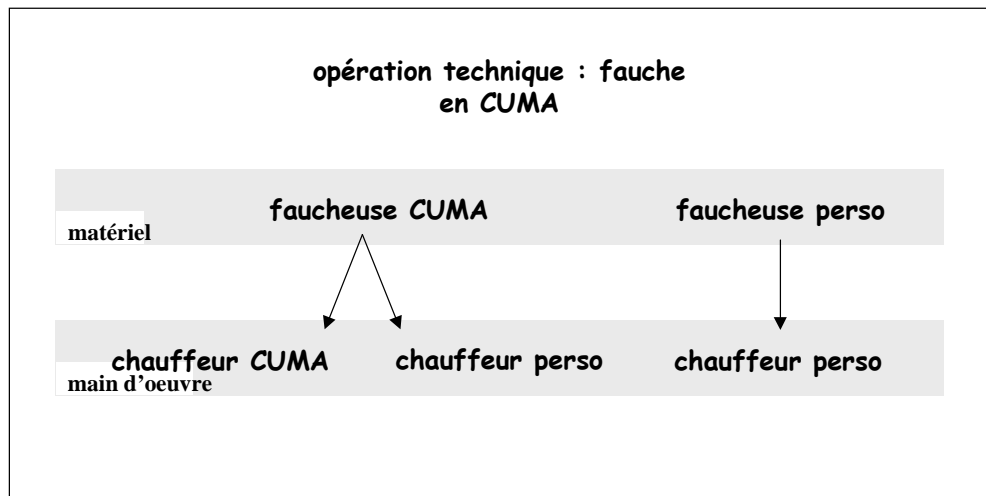 opération technique : fauche
en CUMA
faucheuse CUMA faucheuse perso
matériel
chauffeur CUMA chauffeur perso chauffeur perso
main d’oeuvre